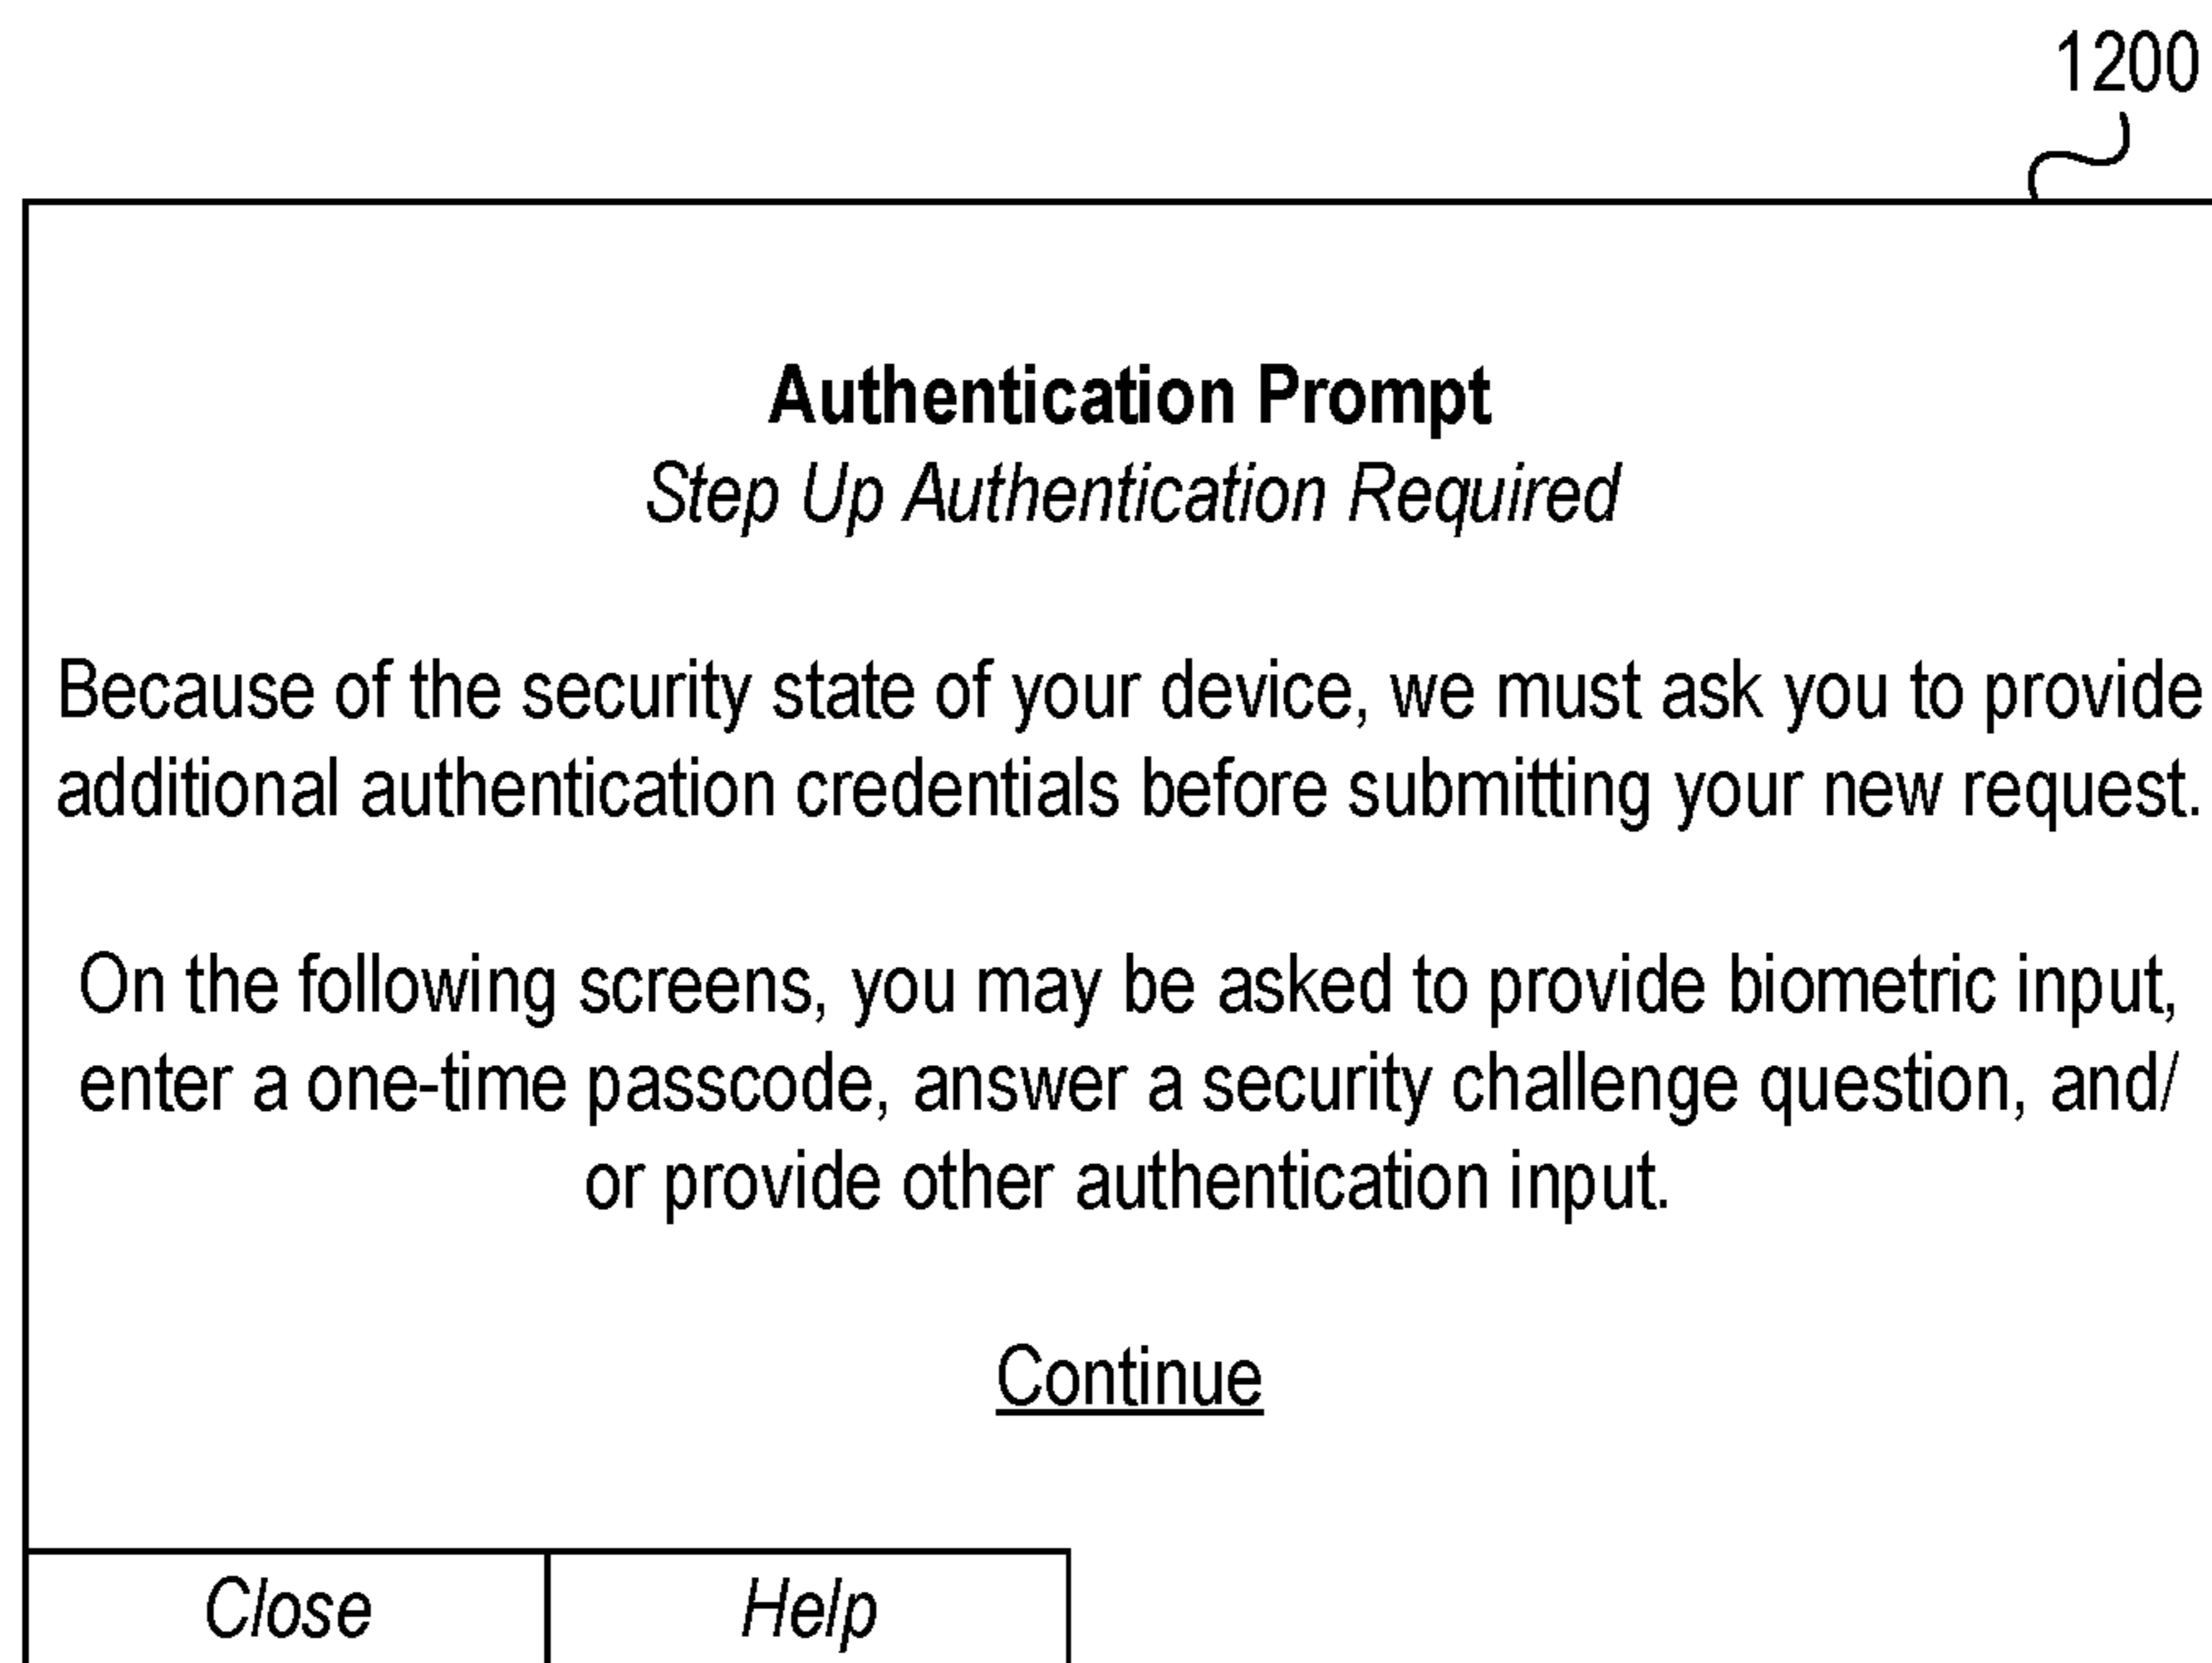 1200
Authentication Prompt
Step Up Authentication Required
Because of the security state of your device, we must ask you to provide
additional authentication credentials before submitting your new request.
On the following screens, you may be asked to provide biometric input,
enter a one-time passcode, answer a security challenge question, and/
or provide other authentication input.
Continue
Close
Help